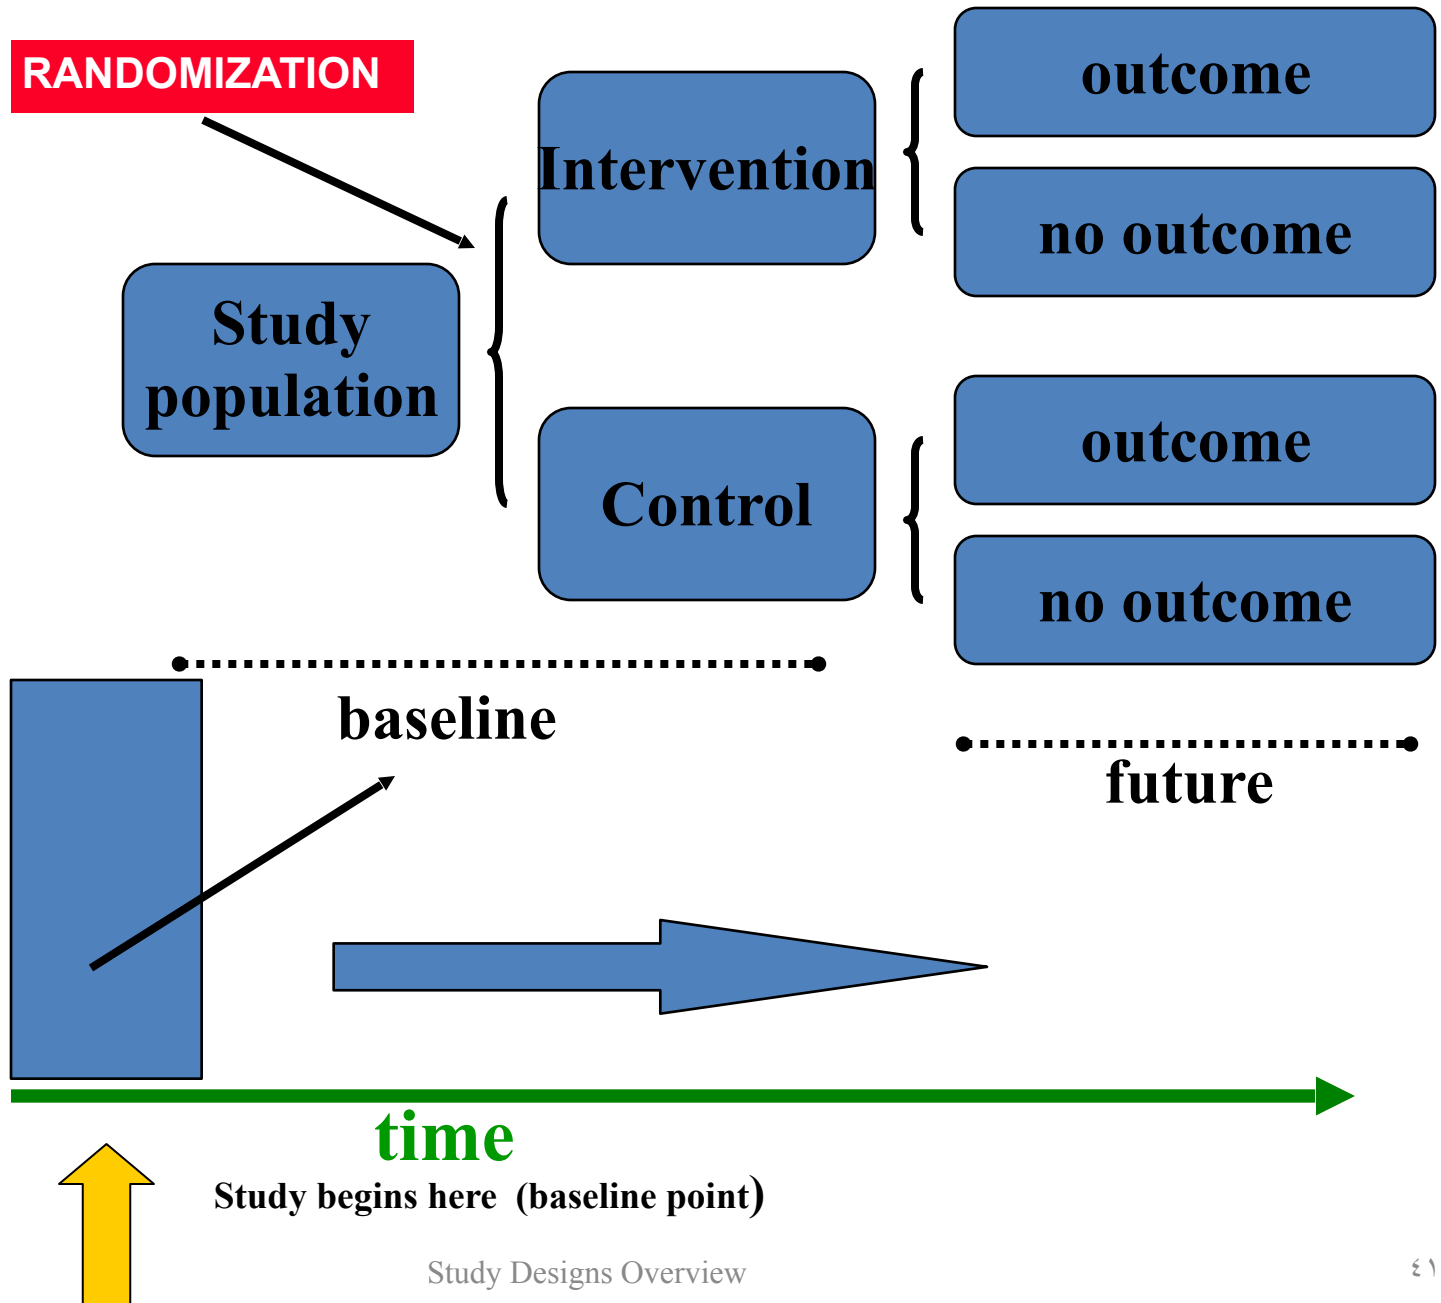 RANDOMIZATION
outcome
Intervention
no outcome
Study
population
outcome
Control
no outcome
baseline
future
time
Study begins here  (baseline point)
Study Designs Overview
٤١